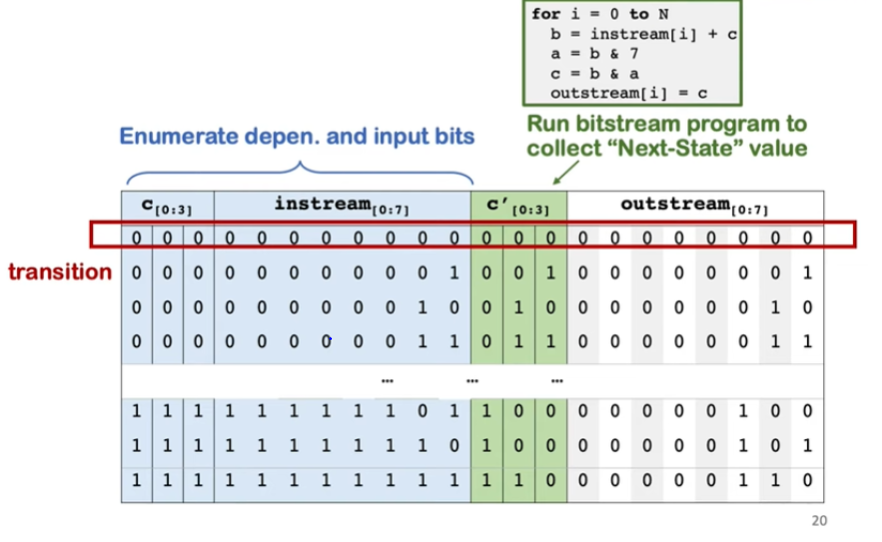 for i = 0 to N
b = instream[i] + c
a = b & 7
c = b & a
outstream[i] = c
Enumerate depen. and input bits
Run bitstream program to
collect “Next-State” value
c[0:3] instream[0:7] c’[0:3] outstream[0:7]
0 0 0 0 0 0 0 0 0 0 0 0 0 0 0 0 0 0 0 0 0 0
transition 0 0 0 0 0 0 0 0 0 0 1 0 0 1 0 0 0 0 0 0 0 1
0 0 0 0 0 0 0 0 0 1 0 0 1 0 0 0 0 0 0 0 1 0
0 0 0 0 0 0 0 0 0 1 1 0 1 1 0 0 0 0 0 0 1 1
... ... ...
1 1 1 1 1 1 1 1 1 0 1 1 0 0 0 0 0 0 0 1 0 0
1 1 1 1 1 1 1 1 1 1 0 1 0 0 0 0 0 0 0 1 0 1
1 1 1 1 1 1 1 1 1 1 1 1 1 0 0 0 0 0 0 1 1 0
20